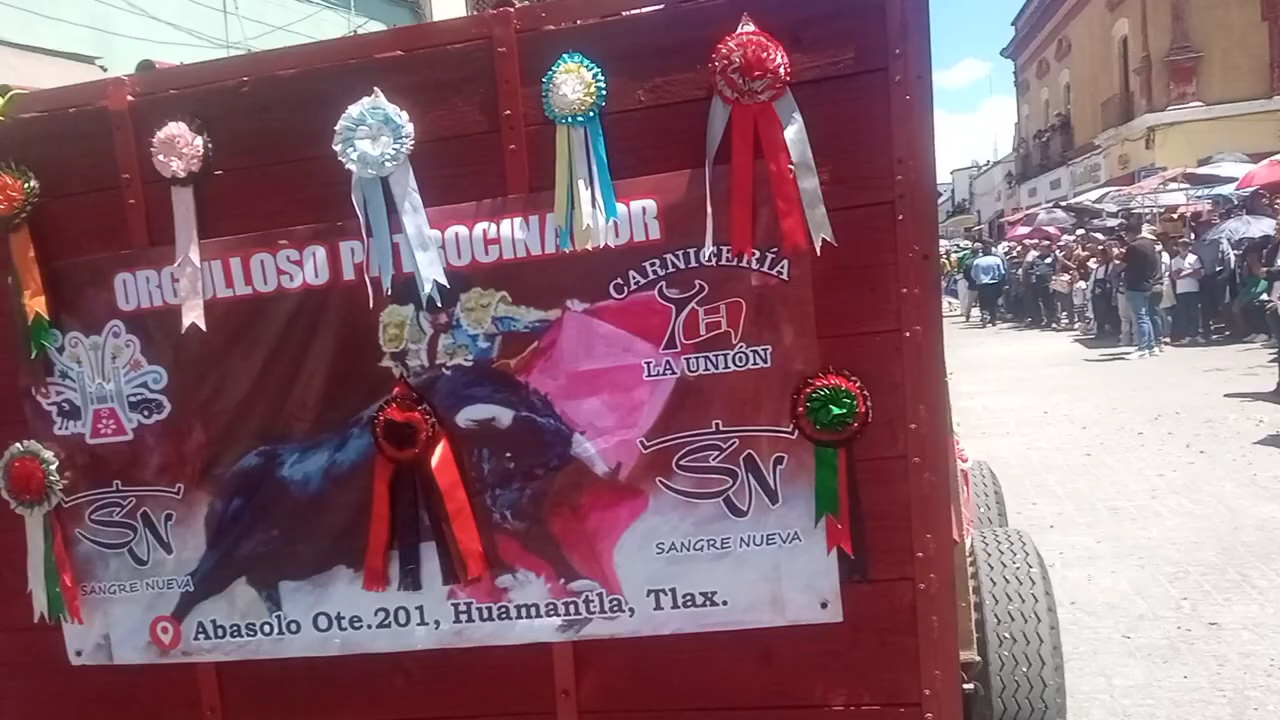 ORGULLOSO PATROCINADOR
CARNICERÍA
LA UNIÓN
SN
SANGRE NUEVA
SN
SANGRE NUEVA
Abasolo Ote.201, Huamantla, Tlax.